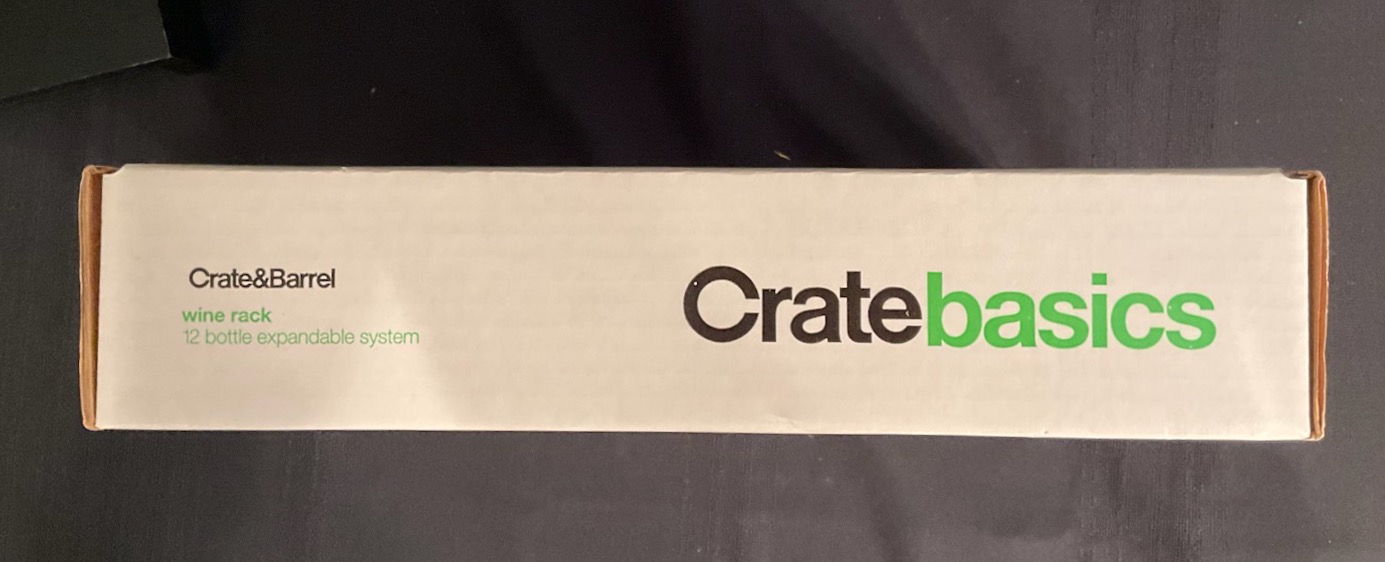 Crate&Barrel
wine rack
12 bottle expandable system
Cratebasics